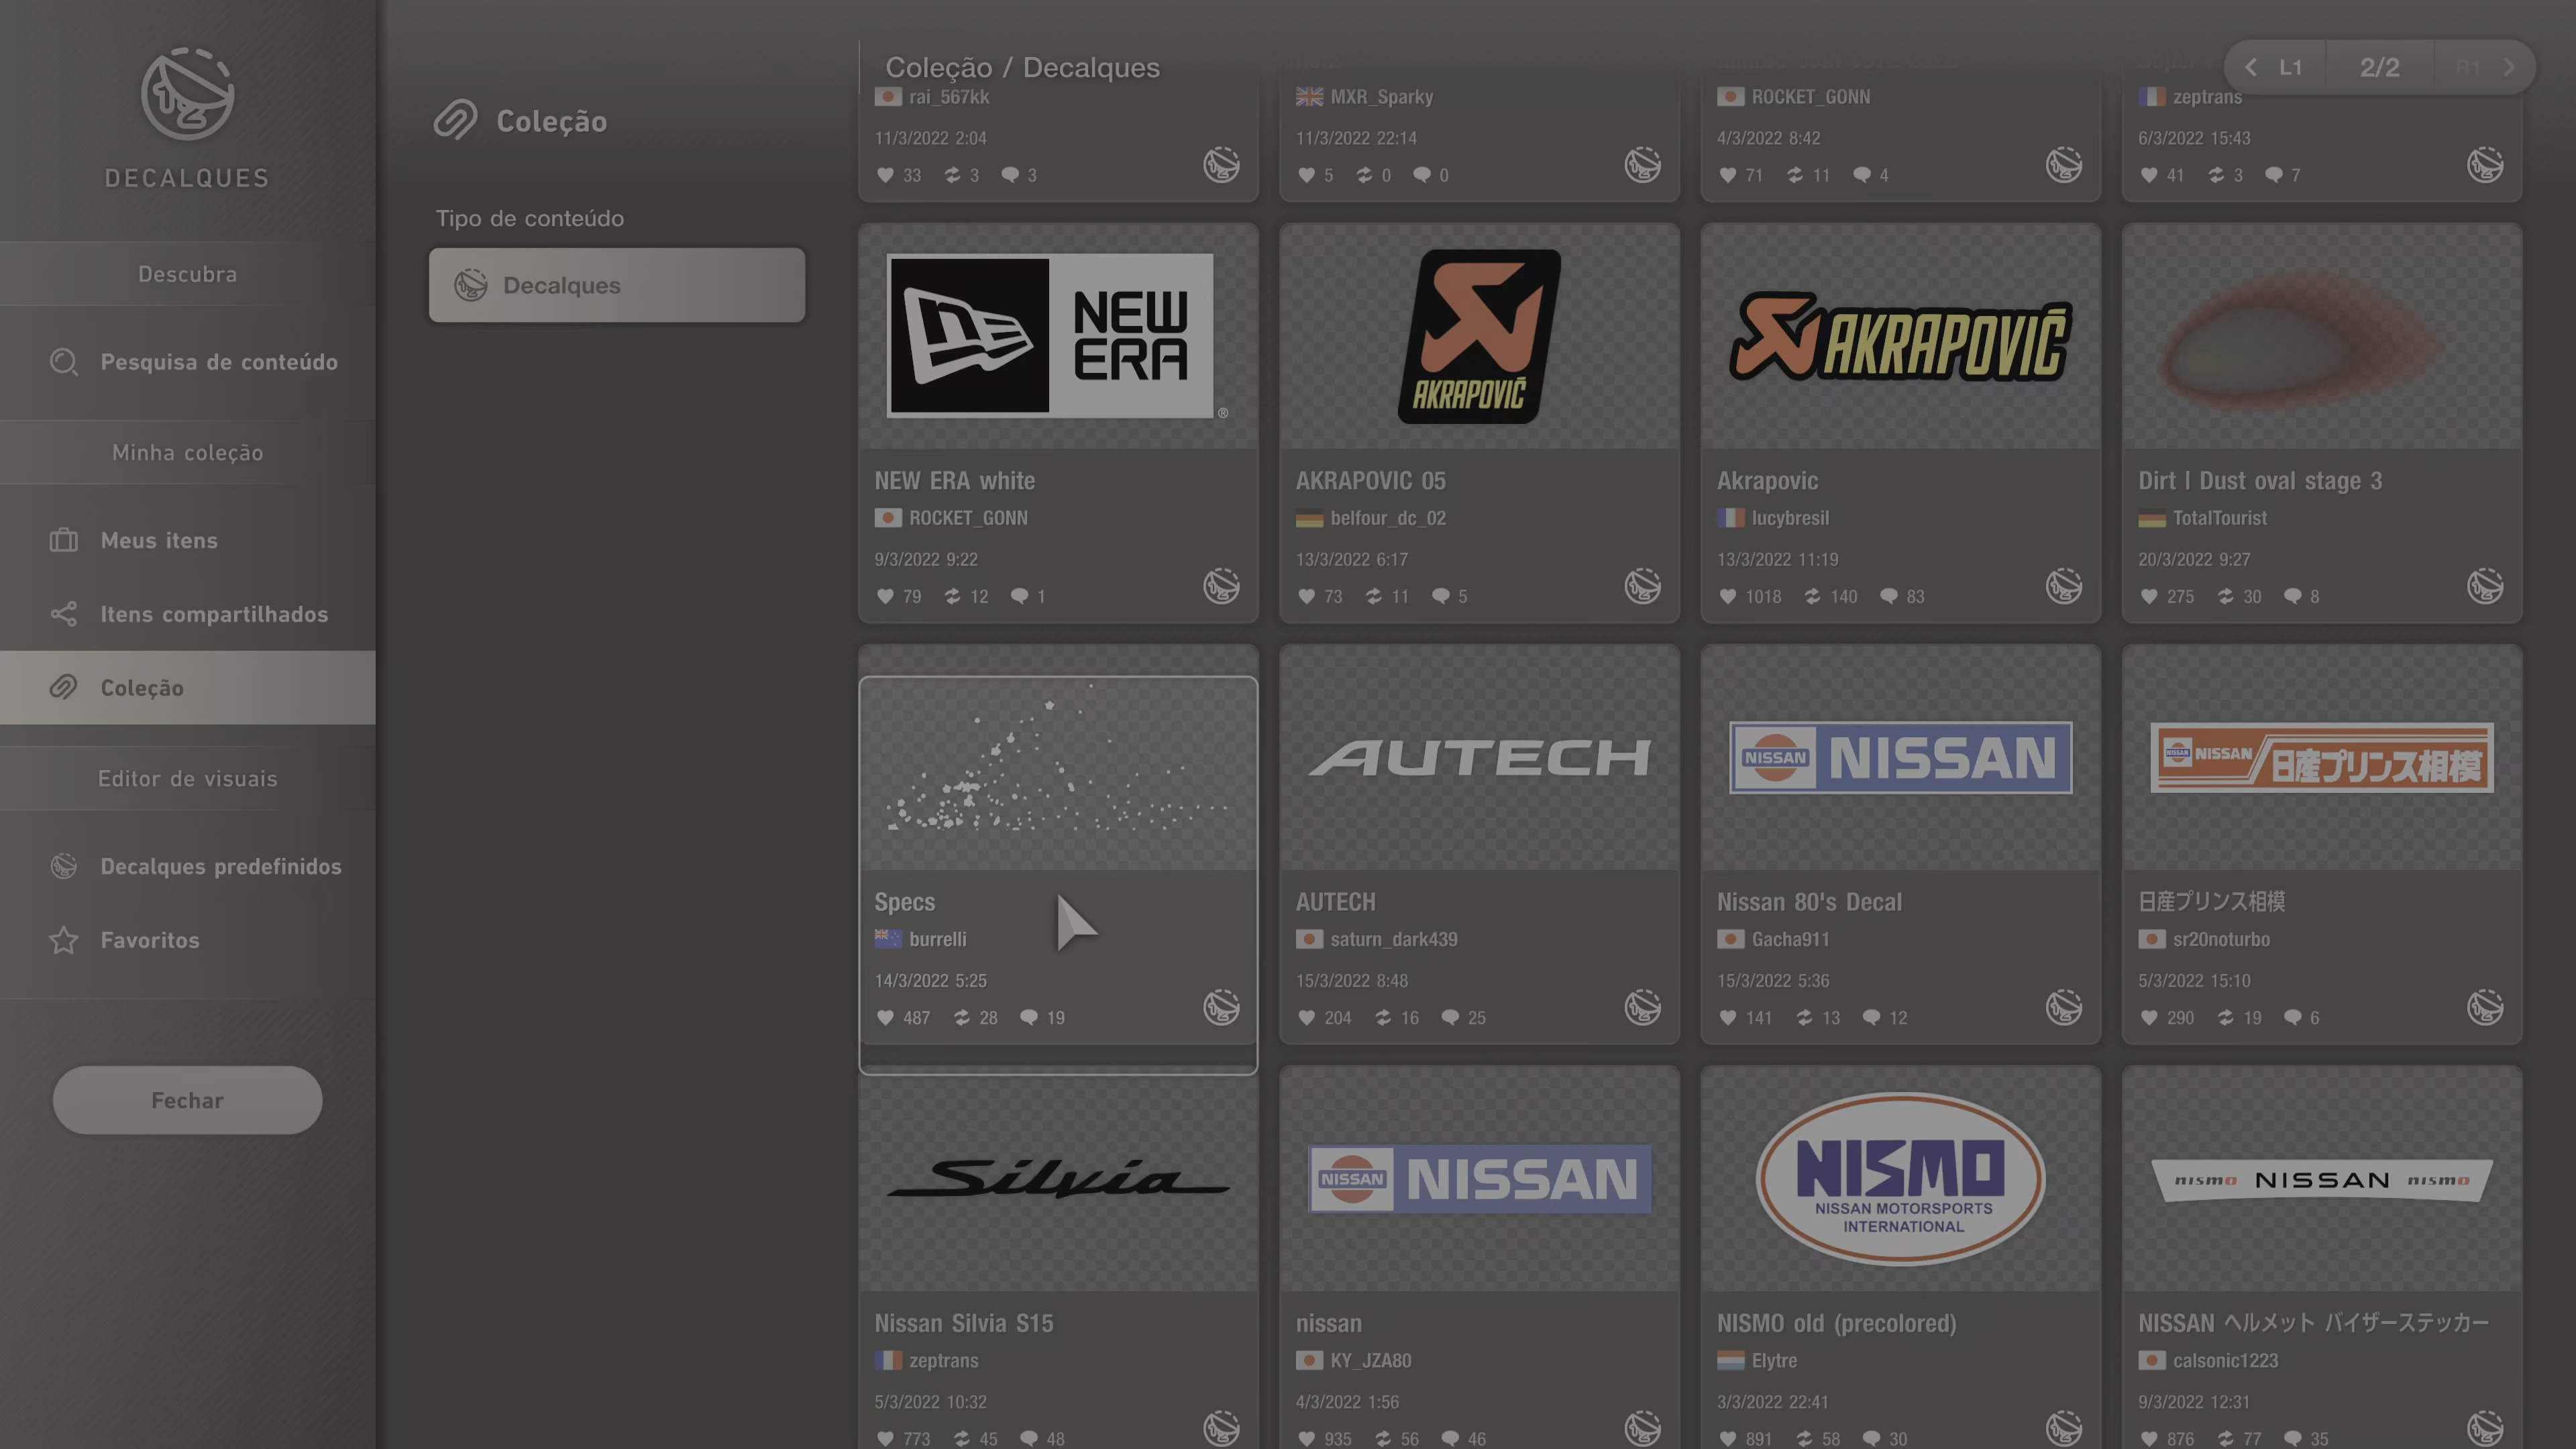 DECALQUES
Descubra
Pesquisa de conteúdo
Minha coleção
Meus itens
Itens compartilhados
Coleção
Editor de visuais
Decalques predefinidos
Favoritos
Fechar
Coleção
Tipo de conteúdo
Decalques
Coleção / Decalques
L1 2/2 R1
rai_567kk
11/3/2022 2:04
33 3 3
MXR_Sparky
11/3/2022 22:14
5 0 0
ROCKET_GONN
4/3/2022 8:42
71 11 4
zeptrans
6/3/2022 15:43
41 3 7
NEW
ERA
®
NEW ERA white
ROCKET_GONN
9/3/2022 9:22
79 12 1
AKRAPOVIČ
AKRAPOVIC 05
belfour_dc_02
13/3/2022 6:17
73 11 5
AKRAPOVIČ
Akrapovic
lucybresil
13/3/2022 11:19
1018 140 83
Dirt | Dust oval stage 3
TotalTourist
20/3/2022 9:27
275 30 8
Specs
burrelli
14/3/2022 5:25
487 28 19
AUTECH
AUTECH
saturn_dark439
15/3/2022 8:48
204 16 25
NISSAN NISSAN
Nissan 80's Decal
Gacha911
15/3/2022 5:36
141 13 12
NISSAN NISSAN 日産プリンス相模
日産プリンス相模
sr20noturbo
5/3/2022 15:10
290 19 6
Silvia
Nissan Silvia S15
zeptrans
5/3/2022 10:32
773 45 48
NISSAN NISSAN
nissan
KY_JZA80
4/3/2022 1:56
935 56 46
NISMO
NISSAN MOTORSPORTS
INTERNATIONAL
NISMO old (precolored)
Elytre
3/3/2022 22:41
891 58 30
nismo NISSAN nismo
NISSAN ヘルメット バイザーステッカー
calsonic1223
9/3/2022 12:31
876 77 35